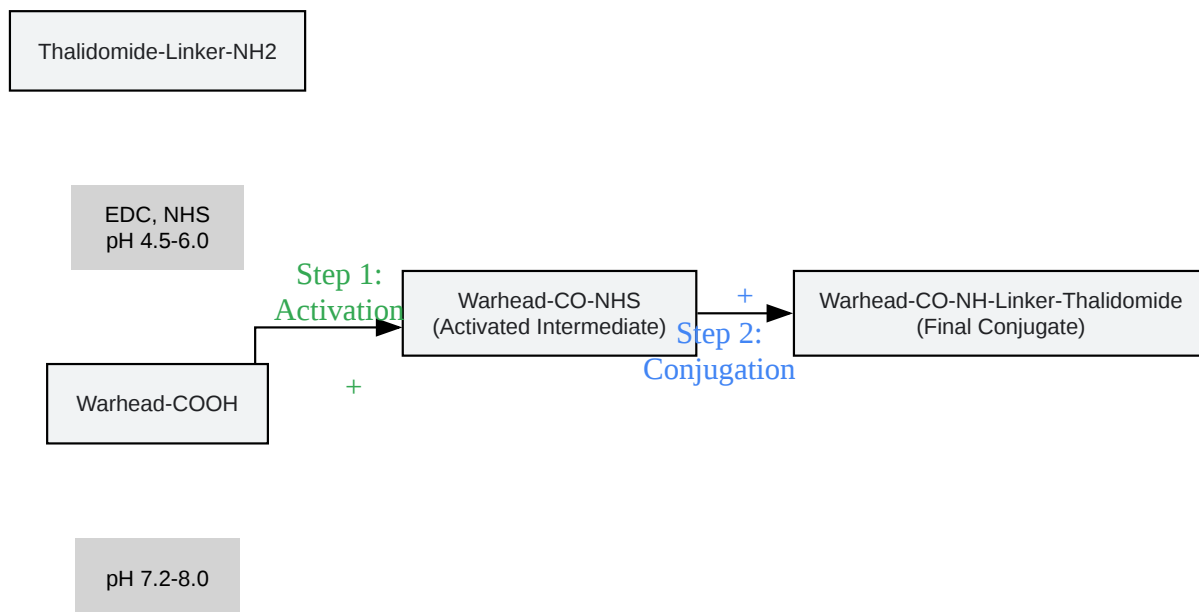 Thalidomide-Linker-NH2
EDC, NHS
pH 4.5-6.0
Step 1:
Activation
+
Warhead-COOH
Warhead-CO-NHS
(Activated Intermediate)
+
Step 2:
Conjugation
Warhead-CO-NH-Linker-Thalidomide
(Final Conjugate)
pH 7.2-8.0